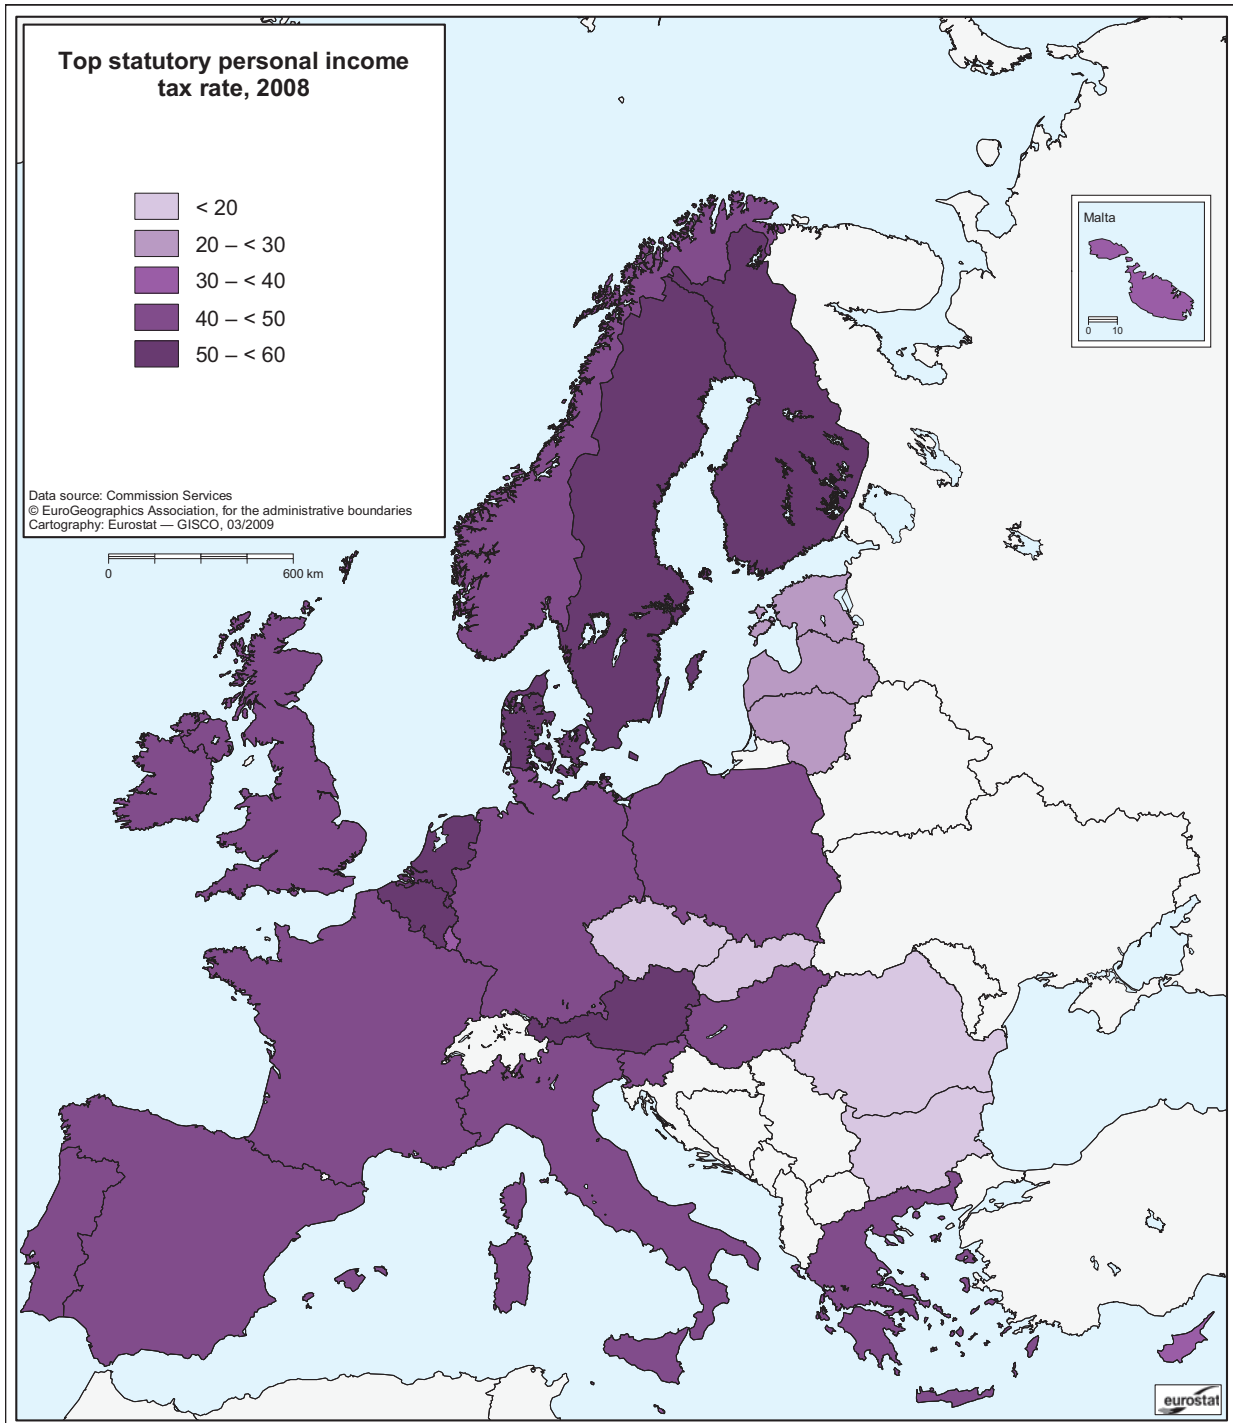 Top statutory personal income
tax rate, 2008
< 20
20 – < 30
30 – < 40
40 – < 50
50 – < 60
Data source: Commission Services
© EuroGeographics Association, for the administrative boundaries
Cartography: Eurostat — GISCO, 03/2009
0 600 km
Malta
0 10
eurostat